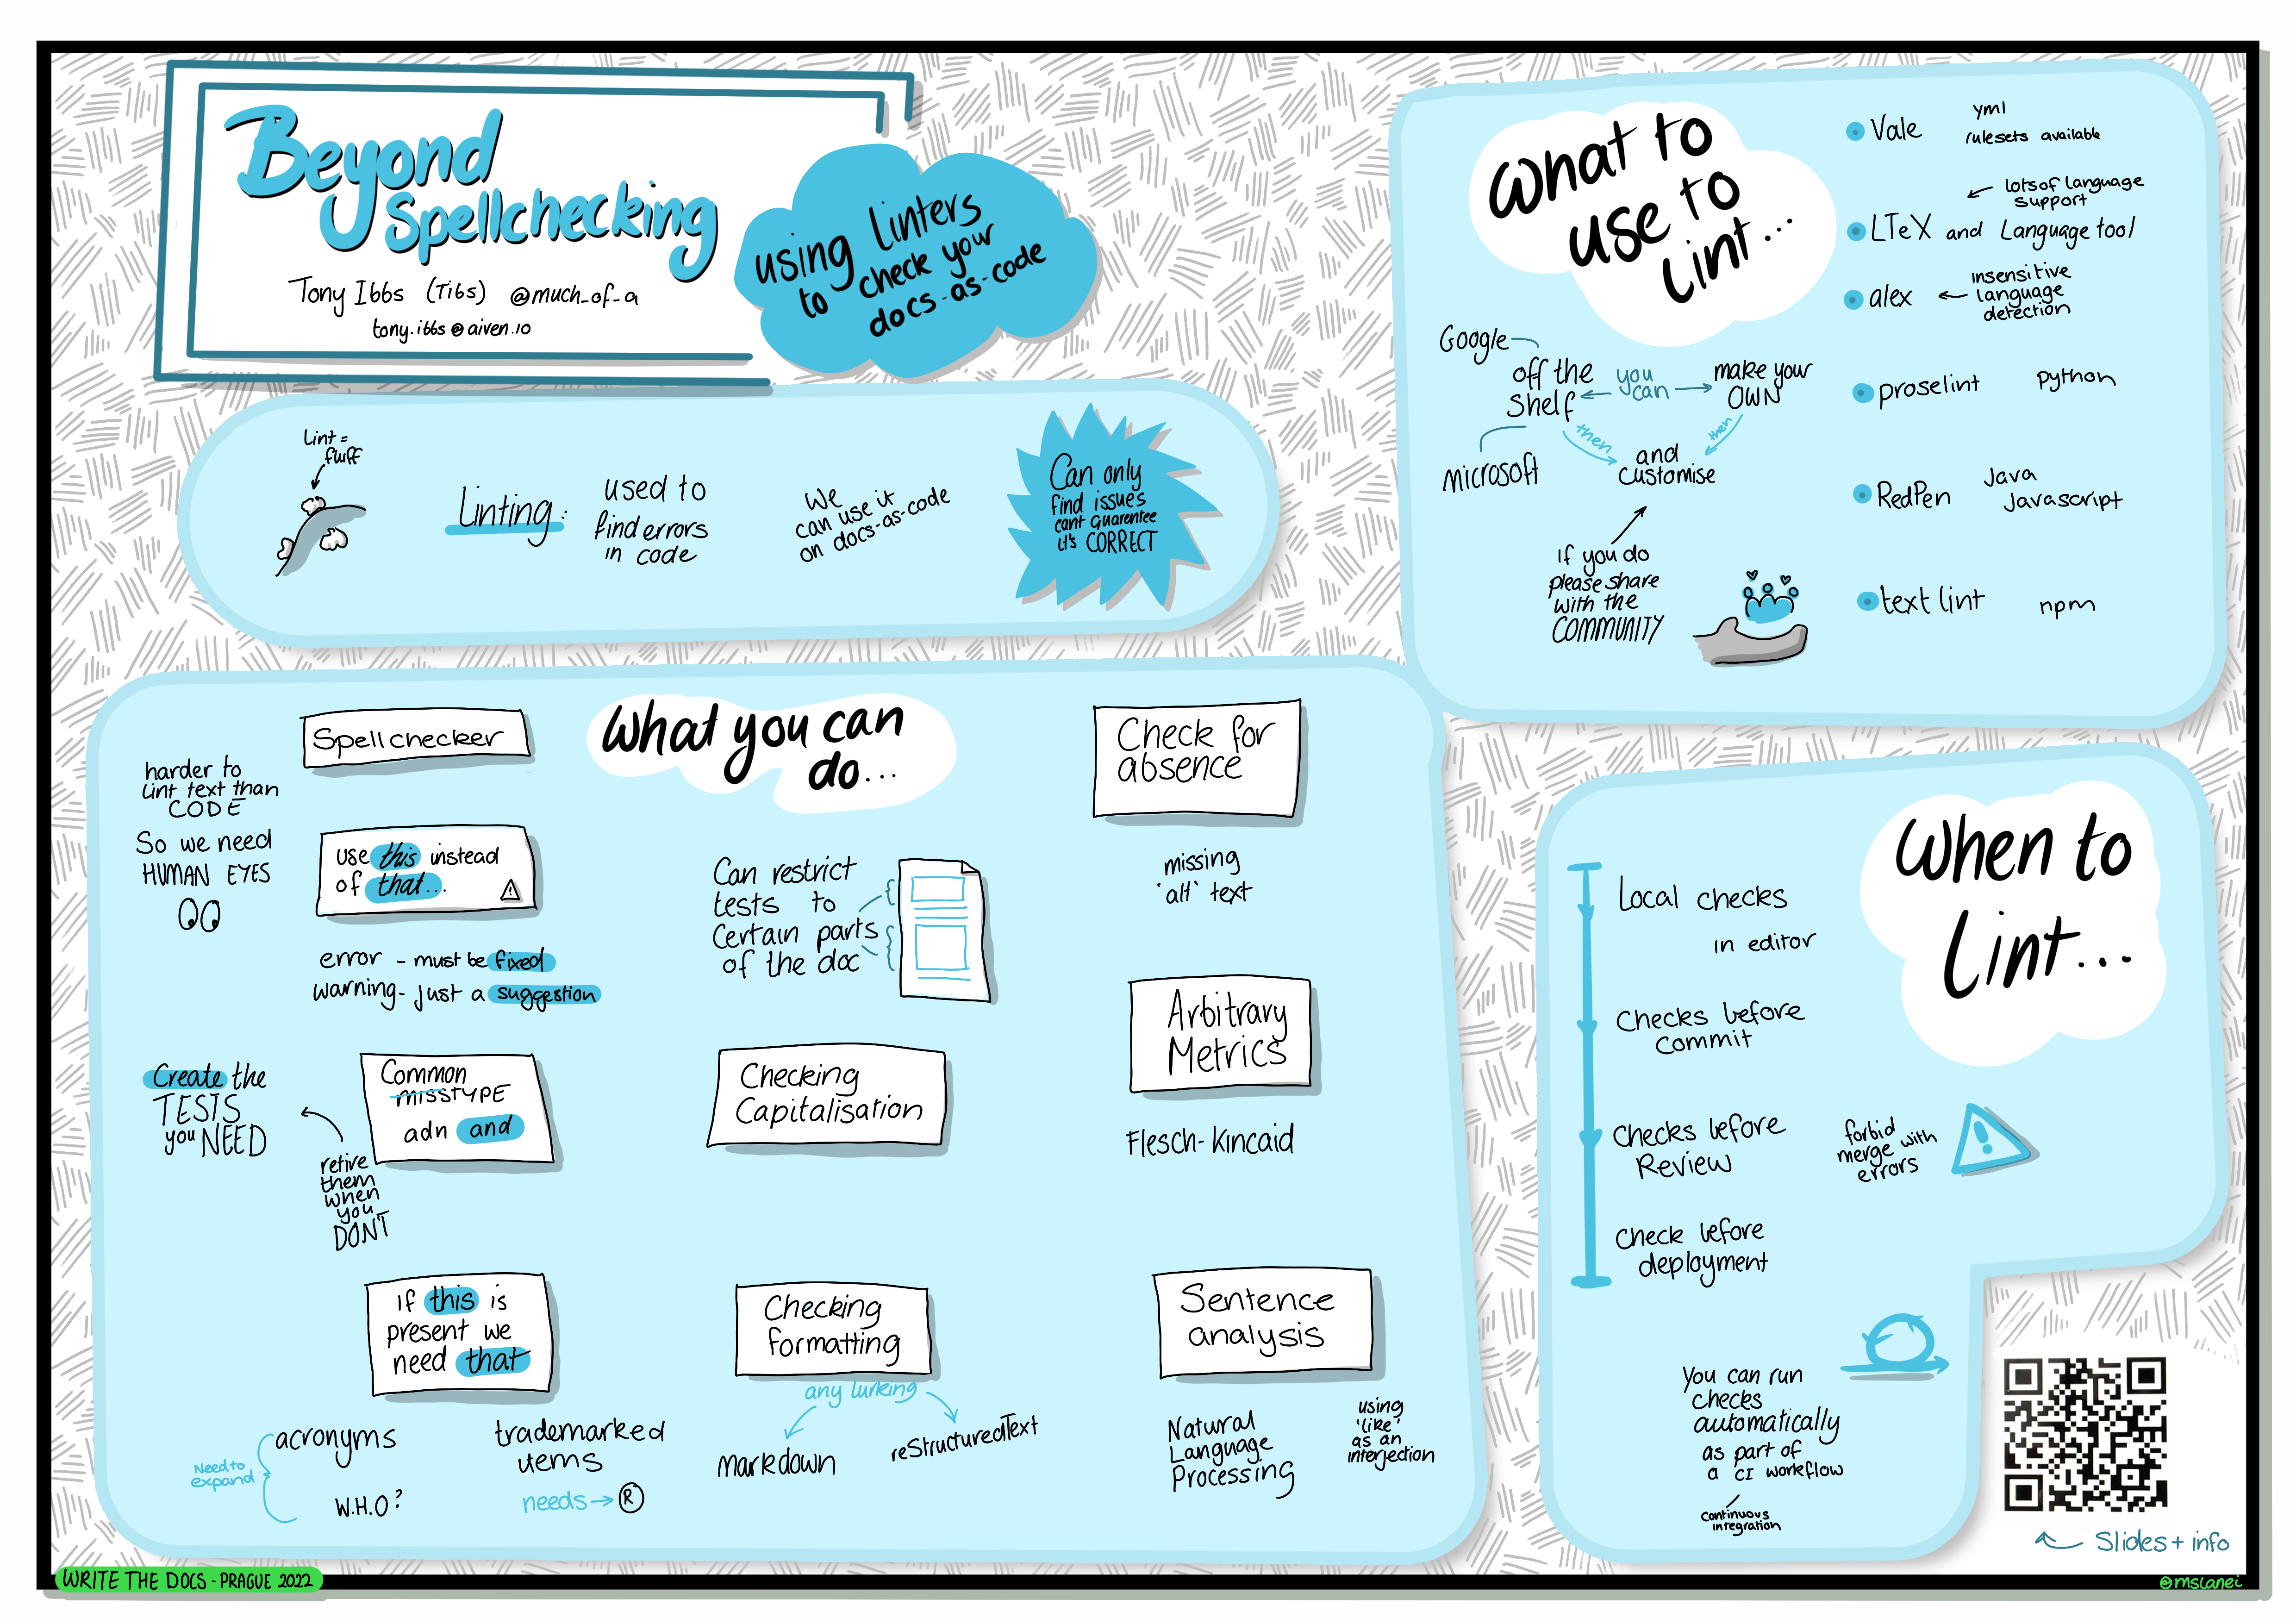 Beyond
Spellchecking
Tony Ibbs (Tibs) @much_of_a
tony.ibbs@aiven.io
using linters
to check your
docs-as-code
Lint =
fluff
Linting:
used to
find errors
in code
We
can use it
on docs-as-code
Can only
find issues
cant guarentee
it's CORRECT
What to
use to
Lint...
Google
off the
Shelf
you
can
make your
OWN
Microsoft
then
then
and
Customise
If you do
please share
with the
COMMUNITY
Vale
yml
rulesets available
lots of language
support
LTeX and Language tool
alex
insensitive
language
detection
proselint
Python
RedPen
Java
Javascript
text lint
npm
What you can
do...
Spellchecker
harder to
Lint text than
CODE
So we need
HUMAN EYES
use this instead
of that...
error - must be fixed
warning - just a suggestion
Create the
TESTS
you NEED
retire
them
when
you
DON'T
Common
missTYPE
adn and
If this is
present we
need that
Need to
expand
acronyms
W.H.O?
trademarked
items
needs → ®
Can restrict
tests to
Certain parts
of the doc
Checking
Capitalisation
Checking
formatting
any lurking
markdown
reStructuredText
Check for
absence
missing
'alt' text
Arbitrary
Metrics
Flesch-Kincaid
Sentence
analysis
Natural
Language
Processing
using
'like'
as an
interjection
When to
Lint...
Local checks
in editor
Checks before
commit
Checks before
Review
forbid
merge with
errors
Check before
deployment
You can run
checks
automatically
as part of
a CI workflow
continuous
integration
Slides + info
WRITE THE DOCS - PRAGUE 2022
@mslanei